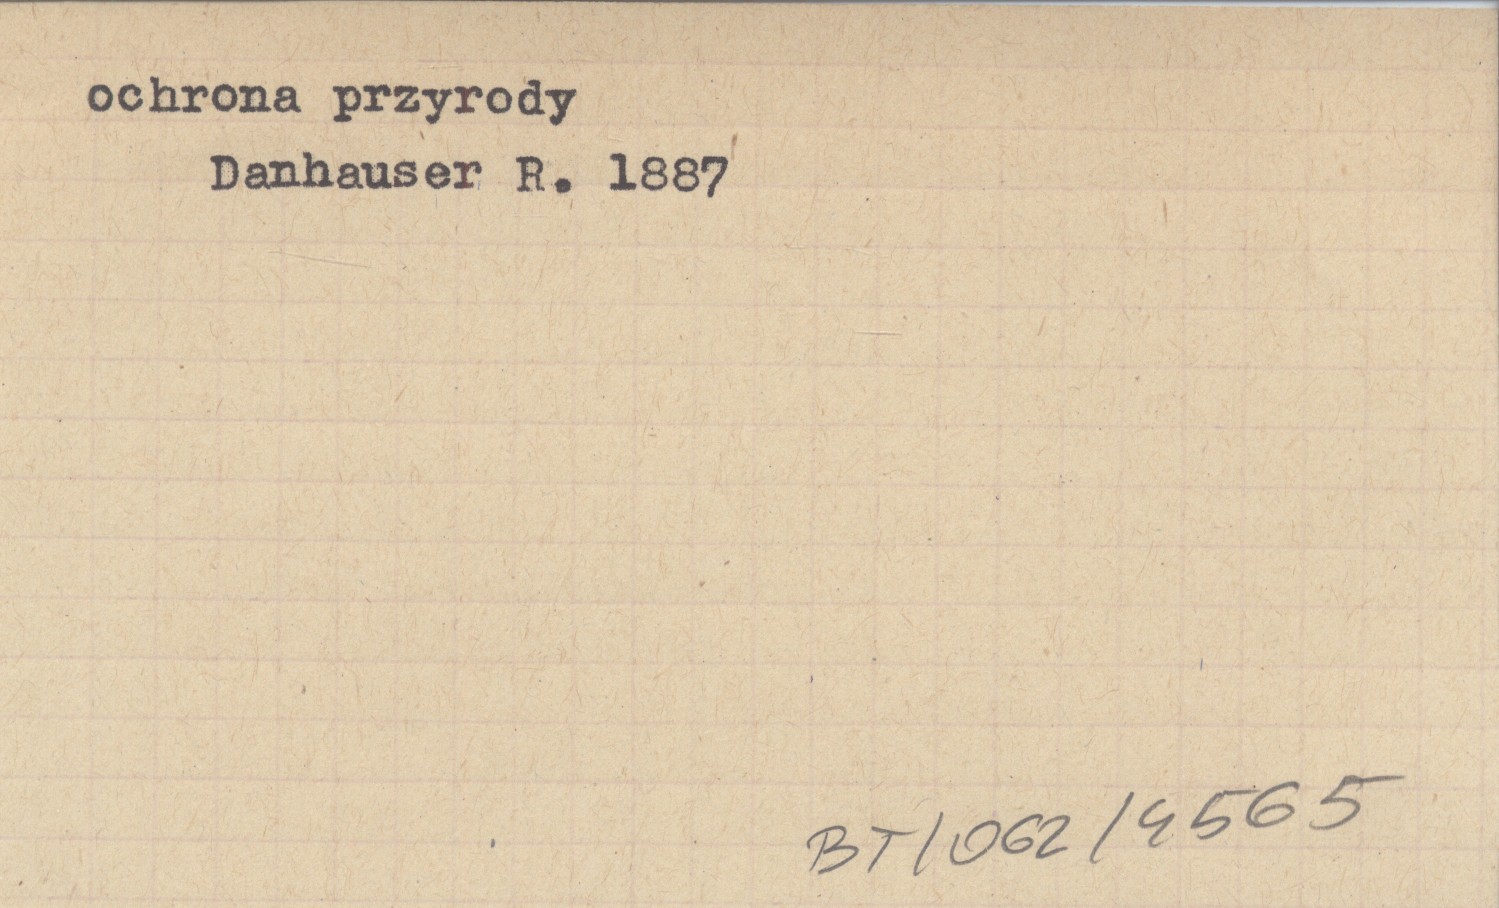 ochrona przyrody
Danhauser R. 1887
BT/062/4565